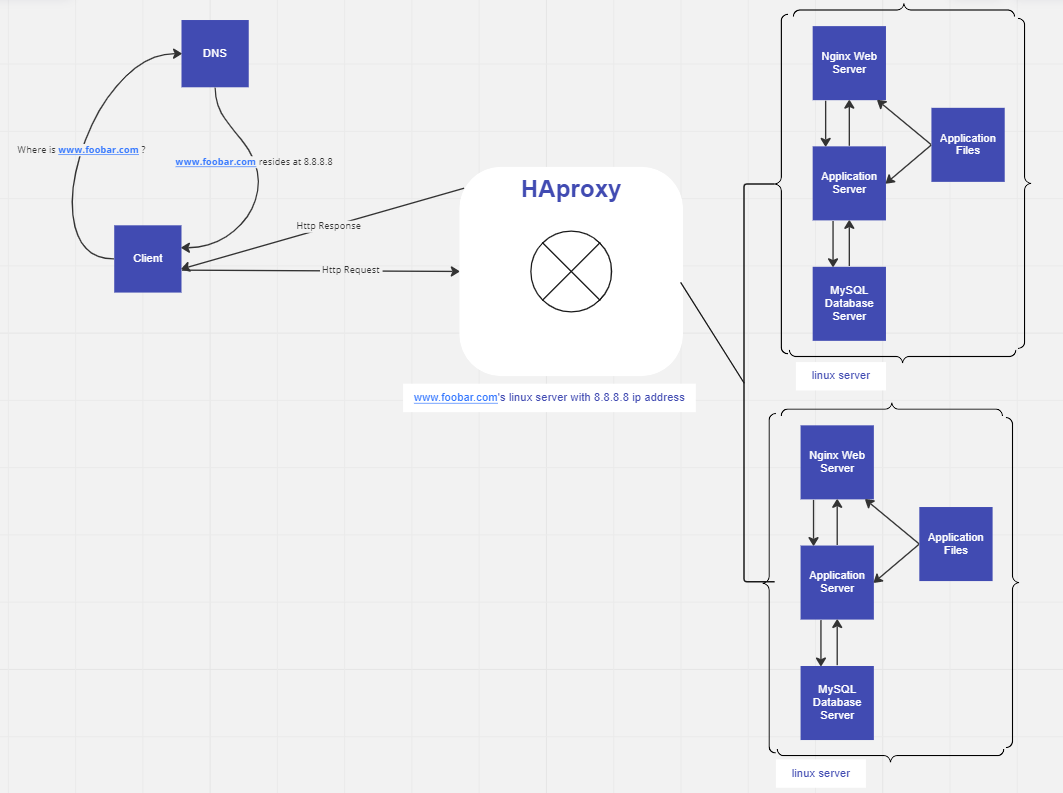 DNS
Where is www.foobar.com ?
www.foobar.com resides at 8.8.8.8
Client
Http Response
Http Request
HAproxy
www.foobar.com's linux server with 8.8.8.8 ip address
Nginx Web
Server
Application
Files
Application
Server
MySQL
Database
Server
linux server
Nginx Web
Server
Application
Files
Application
Server
MySQL
Database
Server
linux server